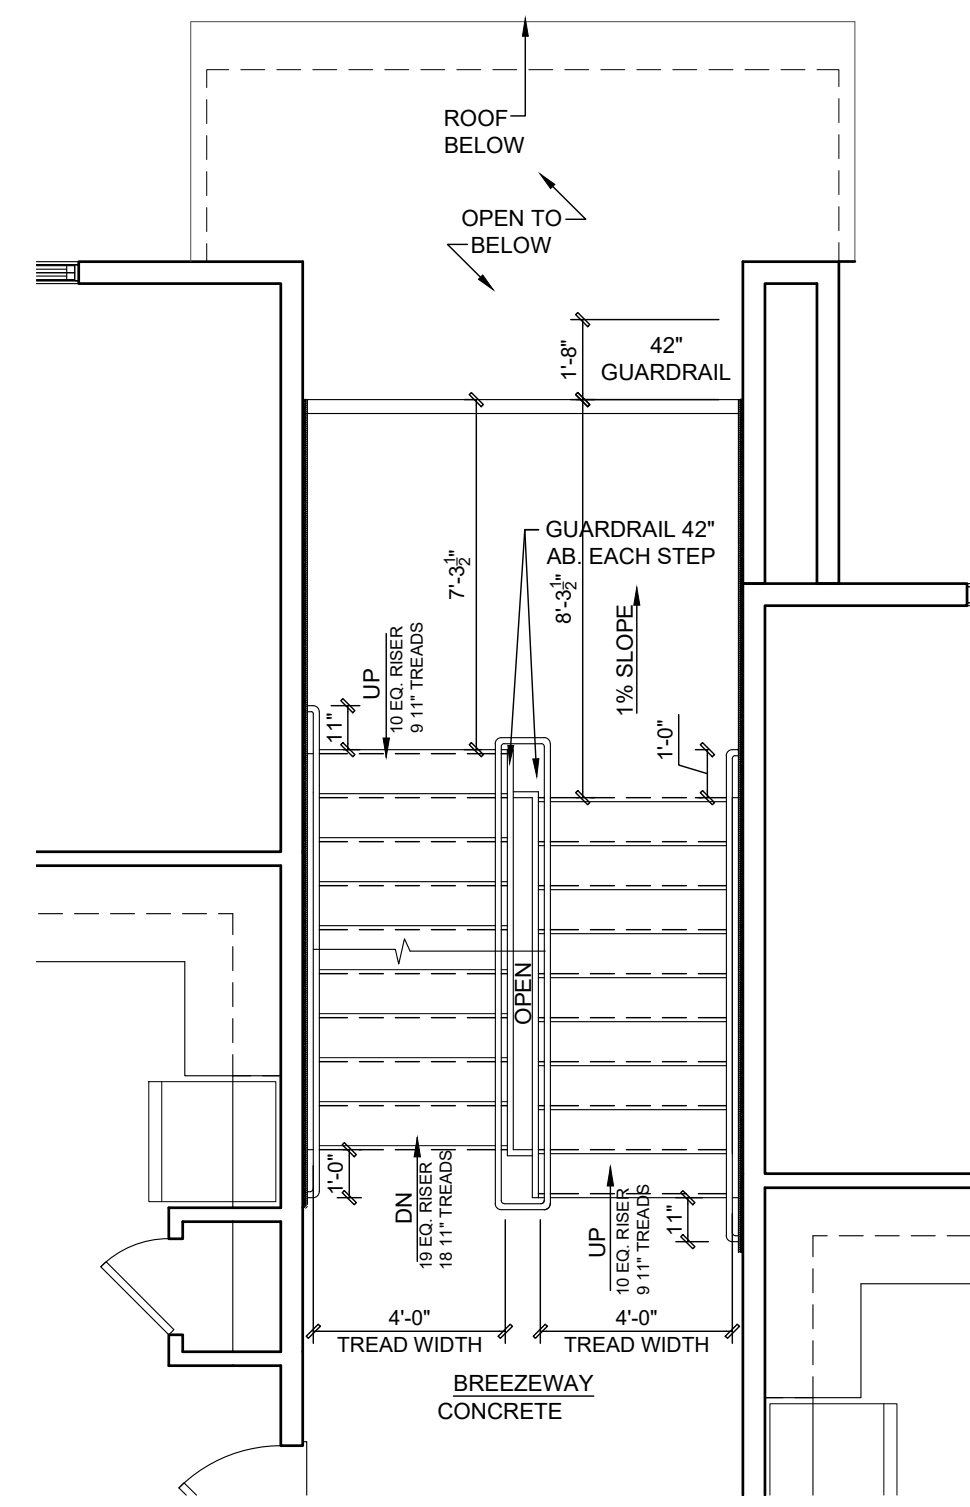 ROOF
BELOW
OPEN TO
BELOW
1'-8"
42"
GUARDRAIL
GUARDRAIL 42"
AB. EACH STEP
7'-3½"
8'-3½"
1% SLOPE
UP
10 EQ. RISER
9 11" TREADS
11"
1'-0"
OPEN
1'-0"
DN
19 EQ. RISER
18 11" TREADS
UP
10 EQ. RISER
9 11" TREADS
11"
4'-0"
TREAD WIDTH
4'-0"
TREAD WIDTH
BREEZEWAY
CONCRETE